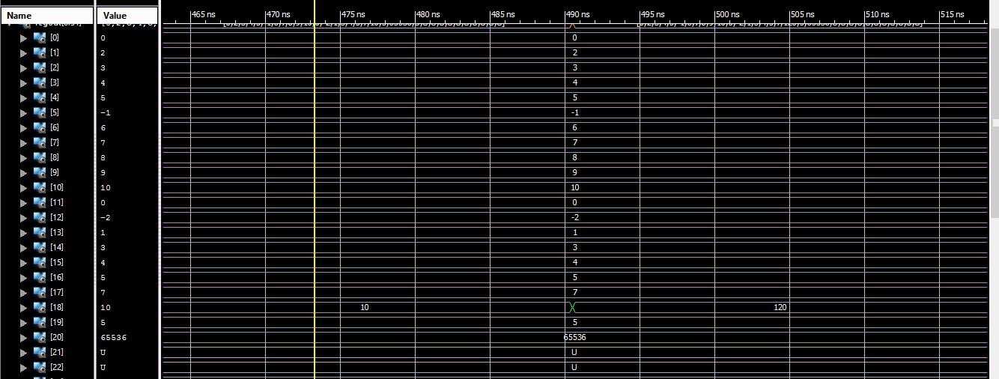 Name Value 465 ns 470 ns 475 ns 480 ns 485 ns 490 ns 495 ns 500 ns 505 ns 510 ns 515 ns
[0] 0 0
[1] 2 2
[2] 3 3
[3] 4 4
[4] 5 5
[5] -1 -1
[6] 6 6
[7] 7 7
[8] 8 8
[9] 9 9
[10] 10 10
[11] 0 0
[12] -2 -2
[13] 1 1
[14] 3 3
[15] 4 4
[16] 5 5
[17] 7 7
[18] 10 10 120
[19] 5 5
[20] 65536 65536
[21] U U
[22] U U